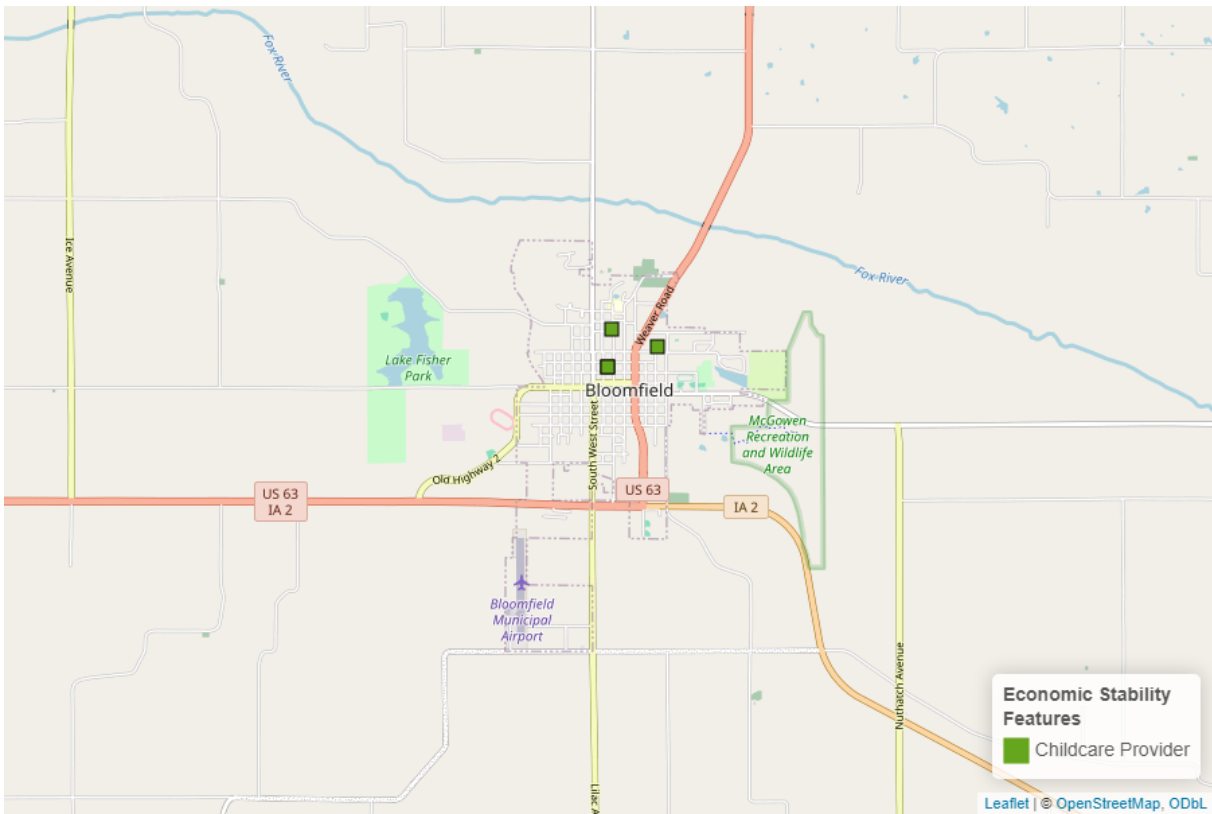 Fox River
Ice Avenue
Fox River
Weaver Road
Lake Fisher
Park
Bloomfield
McGowen
Recreation
and Wildlife
Area
South West Street
Old Highway 2
US 63
IA 2
US 63
IA 2
Bloomfield
Municipal
Airport
Nuthatch Avenue
Lilac A
Economic Stability
Features
Childcare Provider
Leaflet | © OpenStreetMap, ODbL